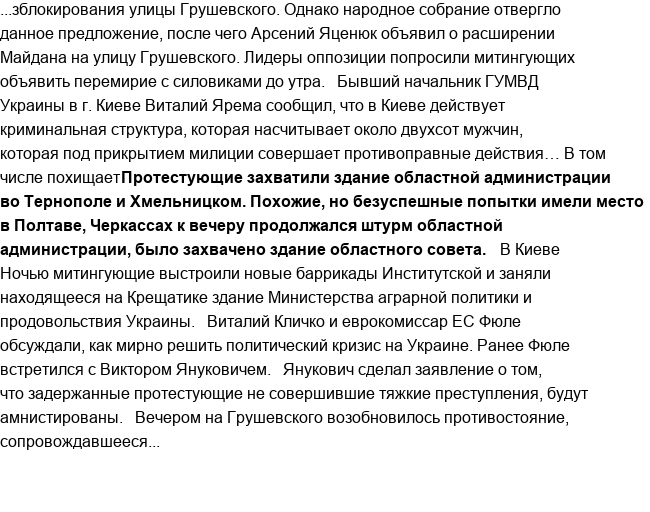 ...зблокирования улицы Грушевского. Однако народное собрание отвергло
данное предложение, после чего Арсений Яценюк объявил о расширении
Майдана на улицу Грушевского. Лидеры оппозиции попросили митингующих
объявить перемирие с силовиками до утра.   Бывший начальник ГУМВД
Украины в г. Киеве Виталий Ярема сообщил, что в Киеве действует
криминальная структура, которая насчитывает около двухсот мужчин,
которая под прикрытием милиции совершает противоправные действия… В том
числе похищаетПротестующие захватили здание областной администрации
во Тернополе и Хмельницком. Похожие, но безуспешные попытки имели место
в Полтаве, Черкассах к вечеру продолжался штурм областной
администрации, было захвачено здание областного совета.   В Киеве
Ночью митингующие выстроили новые баррикады Институтской и заняли
находящееся на Крещатике здание Министерства аграрной политики и
продовольствия Украины.   Виталий Кличко и еврокомиссар ЕС Фюле
обсуждали, как мирно решить политический кризис на Украине. Ранее Фюле
встретился с Виктором Януковичем.   Янукович сделал заявление о том,
что задержанные протестующие не совершившие тяжкие преступления, будут
амнистированы.   Вечером на Грушевского возобновилось противостояние,
сопровождавшееся...